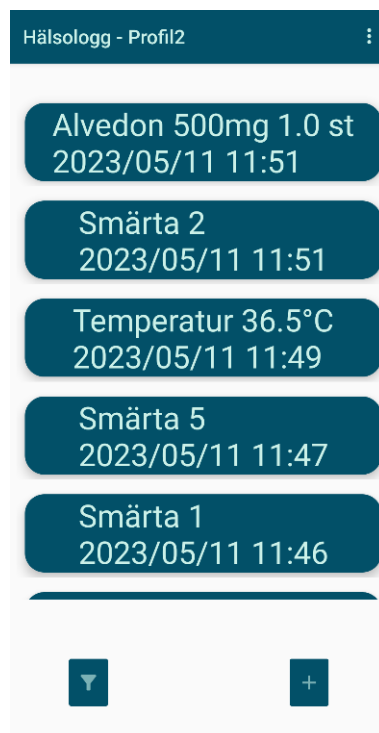 Hälsologg - Profil2
Alvedon 500mg 1.0 st
2023/05/11 11:51
Smärta 2
2023/05/11 11:51
Temperatur 36.5°C
2023/05/11 11:49
Smärta 5
2023/05/11 11:47
Smärta 1
2023/05/11 11:46
+